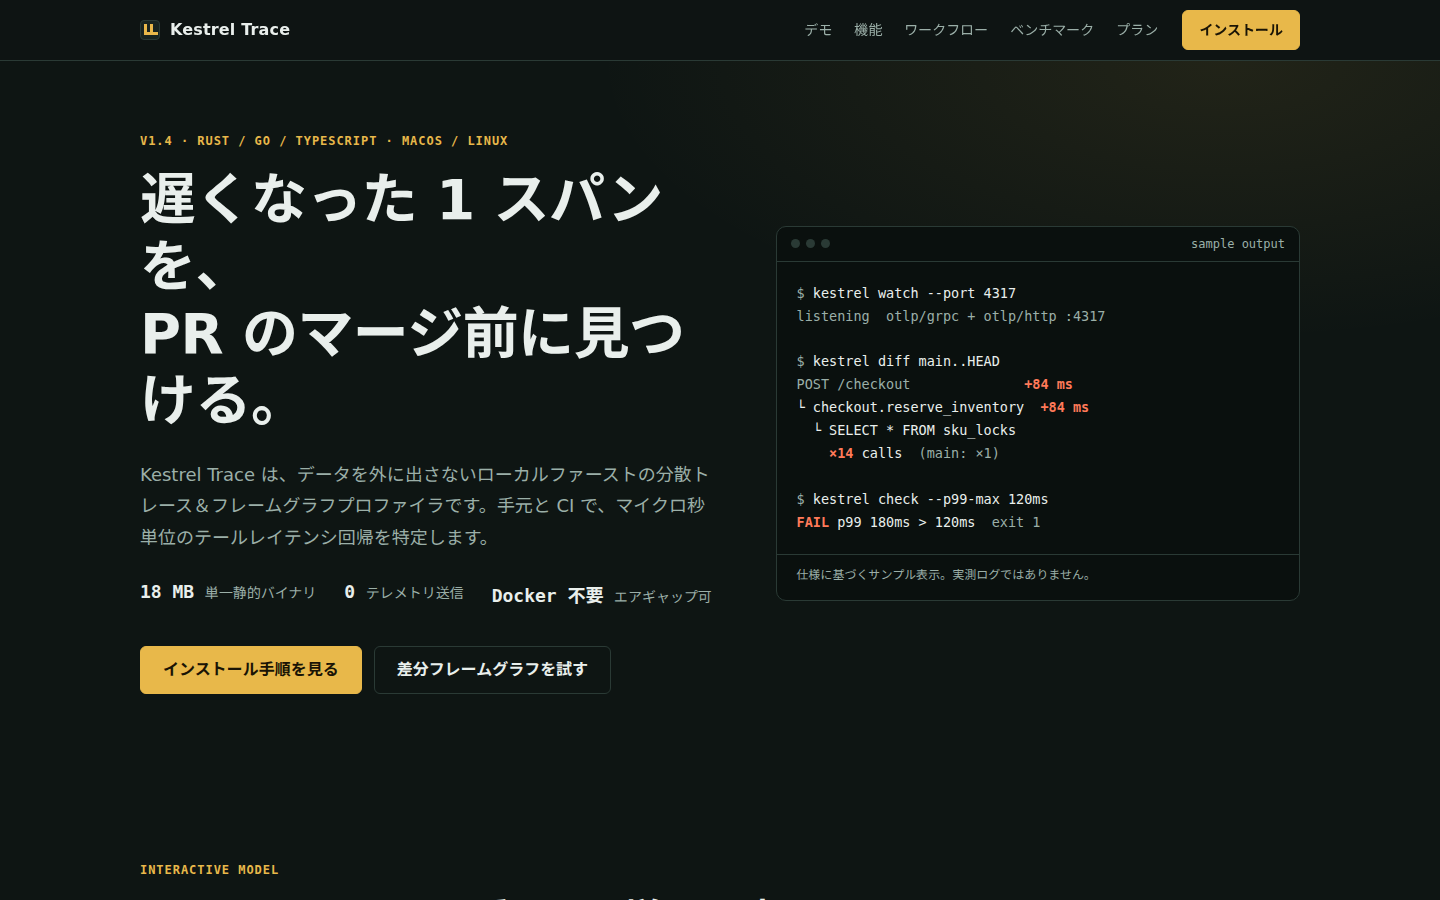 Kestrel Trace
デモ 機能 ワークフロー ベンチマーク プラン インストール
V1.4 · RUST / GO / TYPESCRIPT · MACOS / LINUX
遅くなった 1 スパン
を、
PR のマージ前に見つ
ける。
Kestrel Trace は、データを外に出さないローカルファーストの分散ト
レース＆フレームグラフプロファイラです。手元と CI で、マイクロ秒
単位のテールレイテンシ回帰を特定します。
18 MB 単一静的バイナリ 0 テレメトリ送信 Docker 不要 エアギャップ可
インストール手順を見る 差分フレームグラフを試す
sample output
$ kestrel watch --port 4317
listening  otlp/grpc + otlp/http :4317
$ kestrel diff main..HEAD
POST /checkout +84 ms
└ checkout.reserve_inventory +84 ms
└ SELECT * FROM sku_locks
×14 calls (main: ×1)
$ kestrel check --p99-max 120ms
FAIL p99 180ms > 120ms exit 1
仕様に基づくサンプル表示。実測ログではありません。
INTERACTIVE MODEL